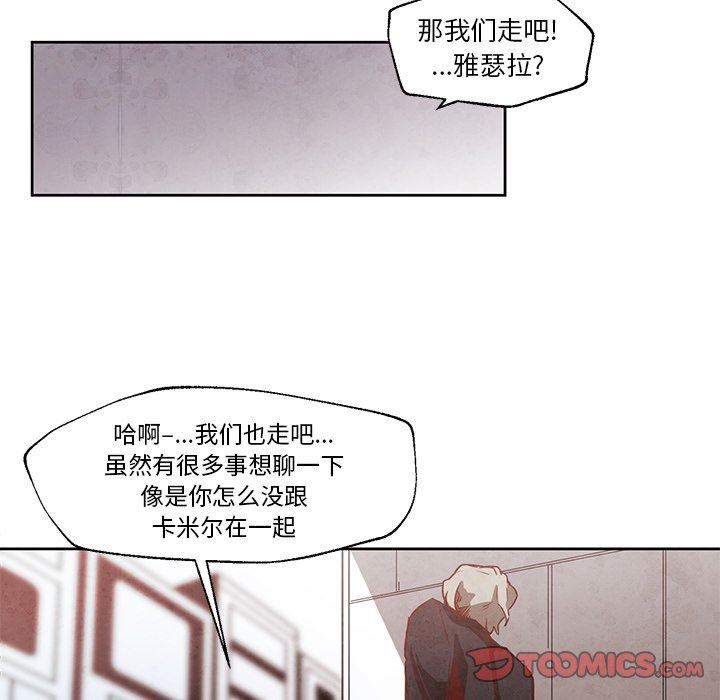 那我们走吧!
...雅瑟拉?
哈啊–...我们也走吧...
虽然有很多事想聊一下
像是你怎么没跟
卡米尔在一起
TOOMICS.COM